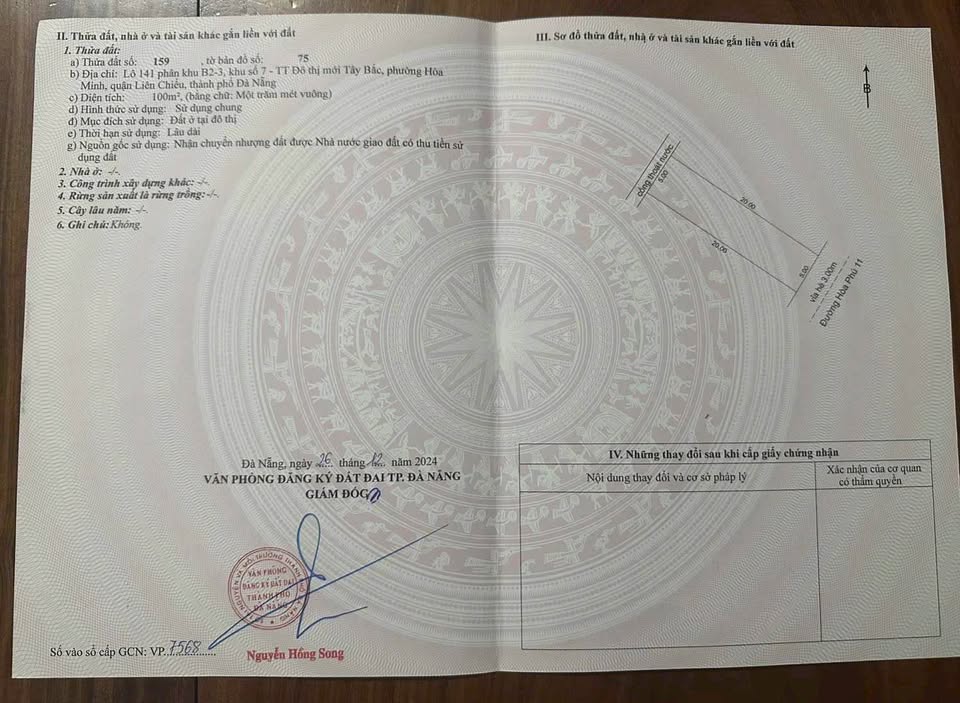 II. Thửa đất, nhà ở và tài sản khác gắn liền với đất
1. Thửa đất:
a) Thửa đất số: 159 , tờ bản đồ số: 75
b) Địa chỉ: Lô 141 phân khu B2-3, khu số 7 - TT Đô thị mới Tây Bắc, phường Hòa
Minh, quận Liên Chiểu, thành phố Đà Nẵng
c) Diện tích: 100m², (bằng chữ: Một trăm mét vuông)
d) Hình thức sử dụng: Sử dụng chung
đ) Mục đích sử dụng: Đất ở tại đô thị
e) Thời hạn sử dụng: Lâu dài
g) Nguồn gốc sử dụng: Nhận chuyển nhượng đất được Nhà nước giao đất có thu tiền sử
dụng đất
2. Nhà ở: -/-.
3. Công trình xây dựng khác: -/-.
4. Rừng sản xuất là rừng trồng: -/-.
5. Cây lâu năm: -/-.
6. Ghi chú: Không.
Đà Nẵng, ngày 26 tháng 12 năm 2024
VĂN PHÒNG ĐĂNG KÝ ĐẤT ĐAI TP. ĐÀ NẴNG
GIÁM ĐỐC
VĂN PHÒNG
ĐĂNG KÝ ĐẤT ĐAI
THÀNH PHỐ
ĐÀ NẴNG
Nguyễn Hồng Song
Số vào sổ cấp GCN: VP 7568
III. Sơ đồ thửa đất, nhà ở và tài sản khác gắn liền với đất
B
cống thoát nước
5.00
20.00
20.00
5.00
vỉa hè 3.00m
Đường Hòa Phú 11
IV. Những thay đổi sau khi cấp giấy chứng nhận
Nội dung thay đổi và cơ sở pháp lý
Xác nhận của cơ quan
có thẩm quyền